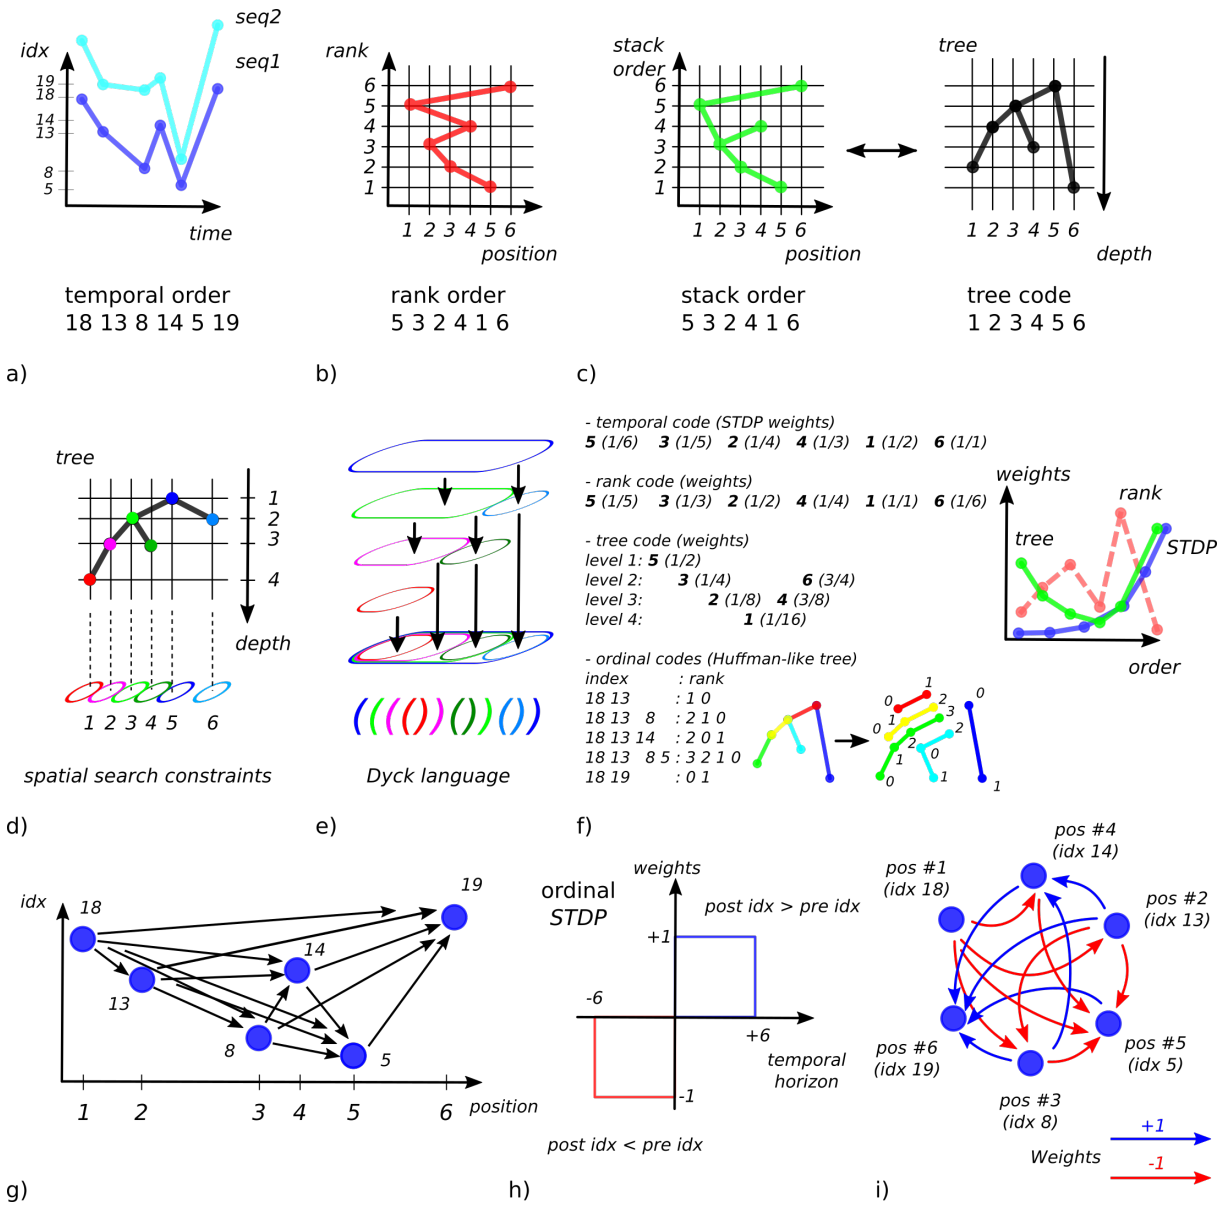 seq2
seq1
idx
19
18
14
13
8
5
time
temporal order
18 13 8 14 5 19
a)
rank
6
5
4
3
2
1
1 2 3 4 5 6
position
rank order
5 3 2 4 1 6
b)
stack
order
6
5
4
3
2
1
1 2 3 4 5 6
position
stack order
5 3 2 4 1 6
c)
tree
1 2 3 4 5 6
depth
tree code
1 2 3 4 5 6
tree
1
2
3
4
depth
1 2 3 4 5 6
spatial search constraints
d)
((((())()))())
Dyck language
e)
- temporal code (STDP weights)
5 (1/6) 3 (1/5) 2 (1/4) 4 (1/3) 1 (1/2) 6 (1/1)
- rank code (weights)
5 (1/5) 3 (1/3) 2 (1/2) 4 (1/4) 1 (1/1) 6 (1/6)
- tree code (weights)
level 1: 5 (1/2)
level 2: 3 (1/4) 6 (3/4)
level 3: 2 (1/8) 4 (3/8)
level 4: 1 (1/16)
- ordinal codes (Huffman-like tree)
index : rank
18 13 : 1 0
18 13 8 : 2 1 0
18 13 14 : 2 0 1
18 13 8 5 : 3 2 1 0
18 19 : 0 1
0 1
0 1 2
0 1 2 3
2 0 1
0 1
weights
rank
tree
STDP
order
f)
idx
18
13
8
14
5
19
1 2 3 4 5 6
position
g)
ordinal
STDP
weights
post idx > pre idx
+1
-6
+6
temporal
horizon
-1
post idx < pre idx
h)
pos #4
(idx 14)
pos #1
(idx 18)
pos #2
(idx 13)
pos #6
(idx 19)
pos #5
(idx 5)
pos #3
(idx 8)
Weights
+1
-1
i)